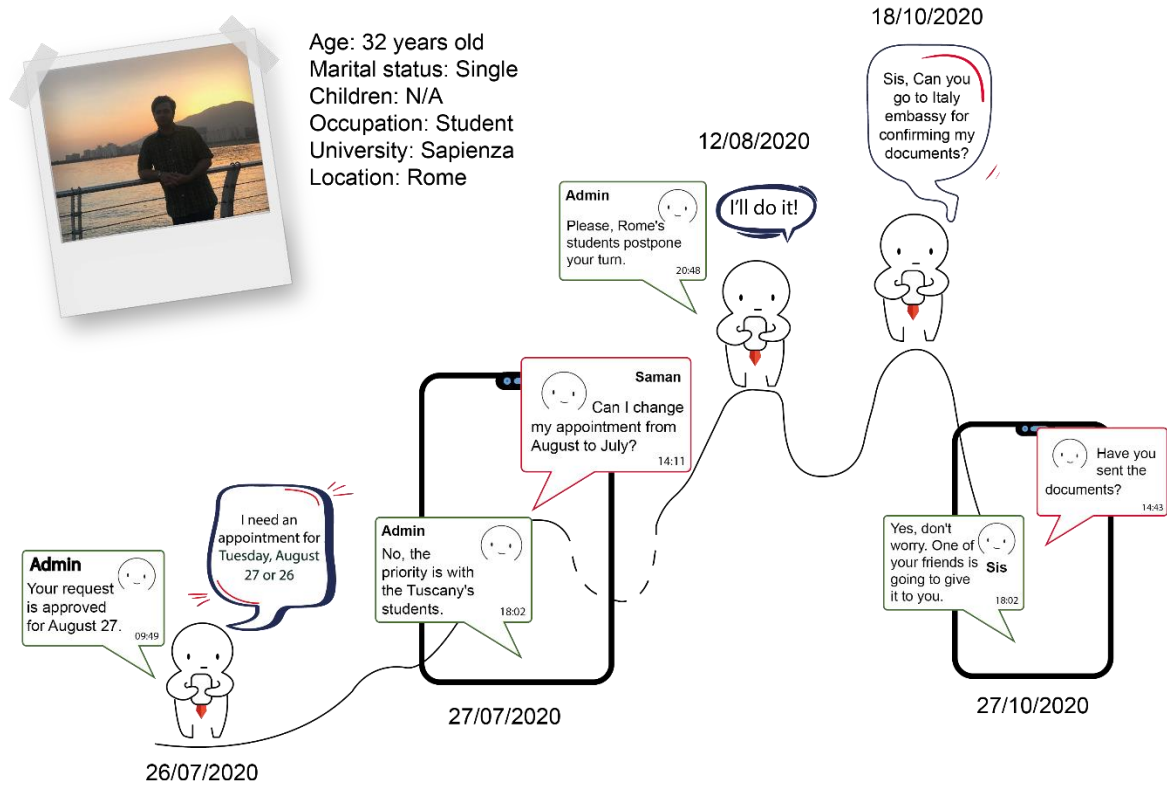 Age: 32 years old
Marital status: Single
Children: N/A
Occupation: Student
University: Sapienza
Location: Rome
18/10/2020
Sis, Can you
go to Italy
embassy for
confirming my
documents?
12/08/2020
Admin
Please, Rome's
students postpone
your turn.
20:48
I'll do it!
Saman
Can I change
my appointment from
August to July?
14:11
Admin
No, the
priority is with
the Tuscany's
students.
18:02
27/07/2020
I need an
appointment for
Tuesday, August
27 or 26
Admin
Your request
is approved
for August 27.
09:49
26/07/2020
Have you
sent the
documents?
14:43
Yes, don't
worry. One of
your friends is
going to give
it to you.
Sis
18:02
27/10/2020